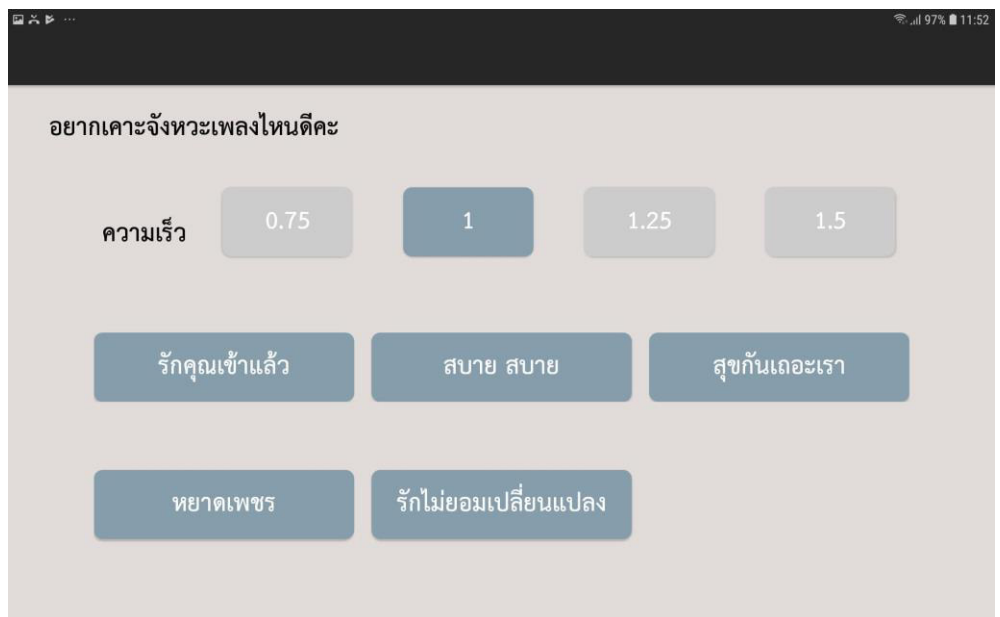 97% 11:52
อยากเคาะจังหวะเพลงไหนดีคะ
ความเร็ว 0.75 1 1.25 1.5
รักคุณเข้าแล้ว สบาย สบาย สุขกันเถอะเรา
หยาดเพชร รักไม่ยอมเปลี่ยนแปลง